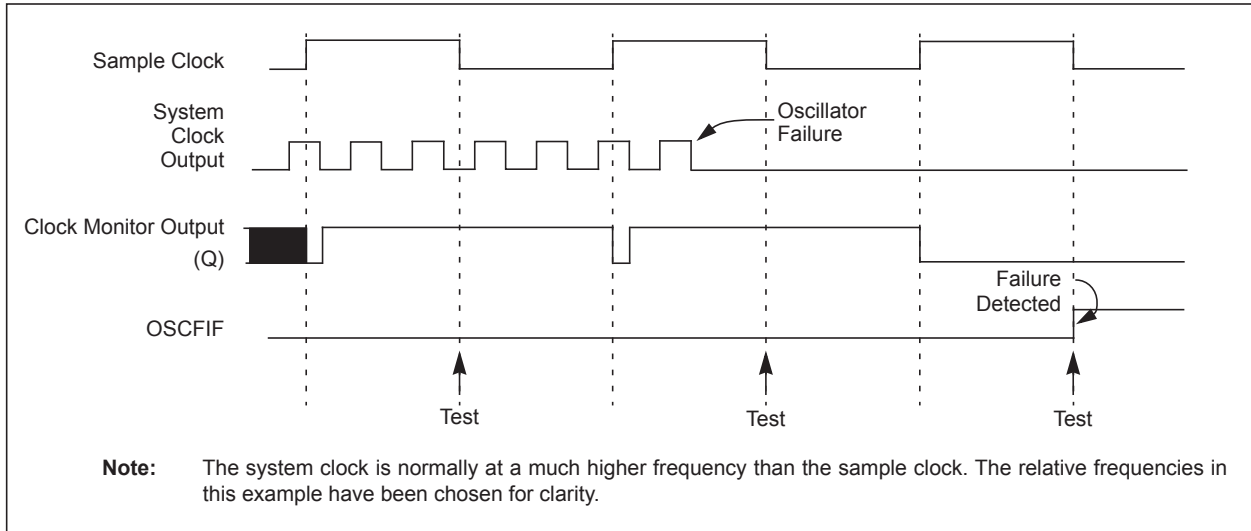 Sample Clock
System
Clock
Output
Oscillator
Failure
Clock Monitor Output
(Q)
Failure
Detected
OSCFIF
Test
Test
Test
Note: The system clock is normally at a much higher frequency than the sample clock. The relative frequencies in
this example have been chosen for clarity.